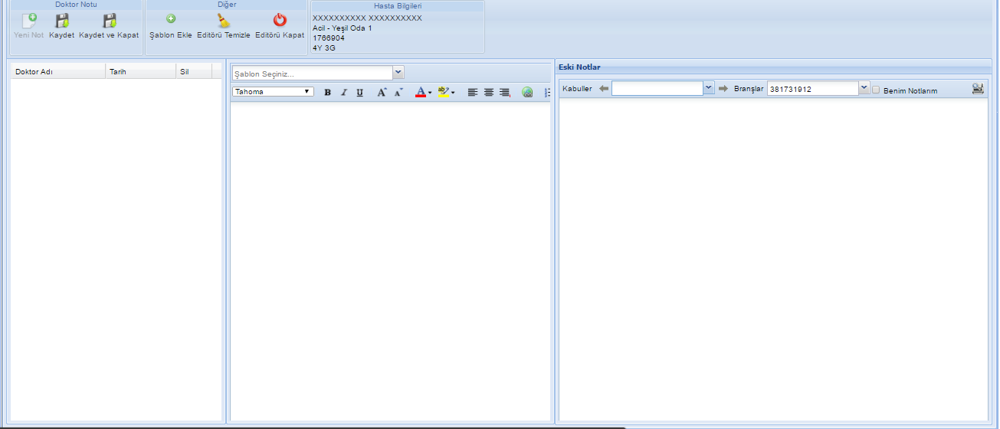 Doktor Notu
Yeni Not Kaydet Kaydet ve Kapat
Diğer
Şablon Ekle Editörü Temizle Editörü Kapat
Hasta Bilgileri
XXXXXXXXXX XXXXXXXXXX
Acil - Yeşil Oda 1
1766904
4Y 3G
Doktor Adı Tarih Sil
Şablon Seçiniz...
Tahoma B I U A A A ab
Eski Notlar
Kabuller Branşlar 381731912 Benim Notlarım